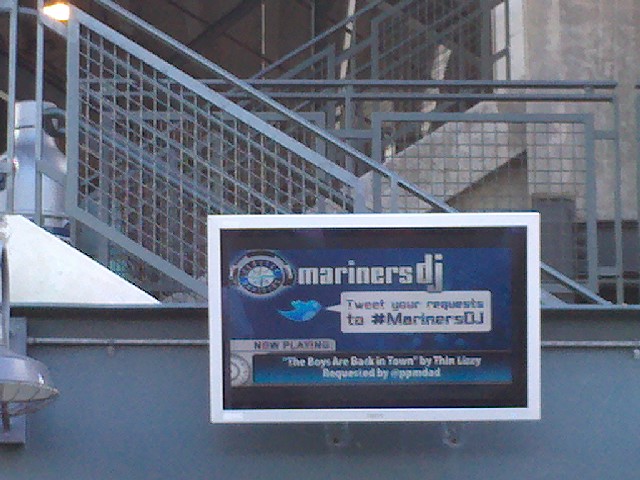 marinersdj
Tweet your requests
to #MarinersDJ
NOW PLAYING:
"The Boys Are Back in Town" by Thin Lizzy
Requested by @ppmdad